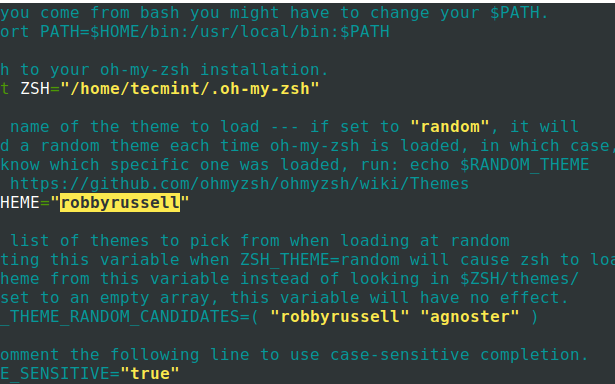 you come from bash you might have to change your $PATH.
ort PATH=$HOME/bin:/usr/local/bin:$PATH
h to your oh-my-zsh installation.
t ZSH="/home/tecmint/.oh-my-zsh"
name of the theme to load --- if set to "random", it will
d a random theme each time oh-my-zsh is loaded, in which case,
know which specific one was loaded, run: echo $RANDOM_THEME
https://github.com/ohmyzsh/ohmyzsh/wiki/Themes
HEME="robbyrussell"
list of themes to pick from when loading at random
ting this variable when ZSH_THEME=random will cause zsh to loa
heme from this variable instead of looking in $ZSH/themes/
set to an empty array, this variable will have no effect.
_THEME_RANDOM_CANDIDATES=( "robbyrussell" "agnoster" )
omment the following line to use case-sensitive completion.
E_SENSITIVE="true"